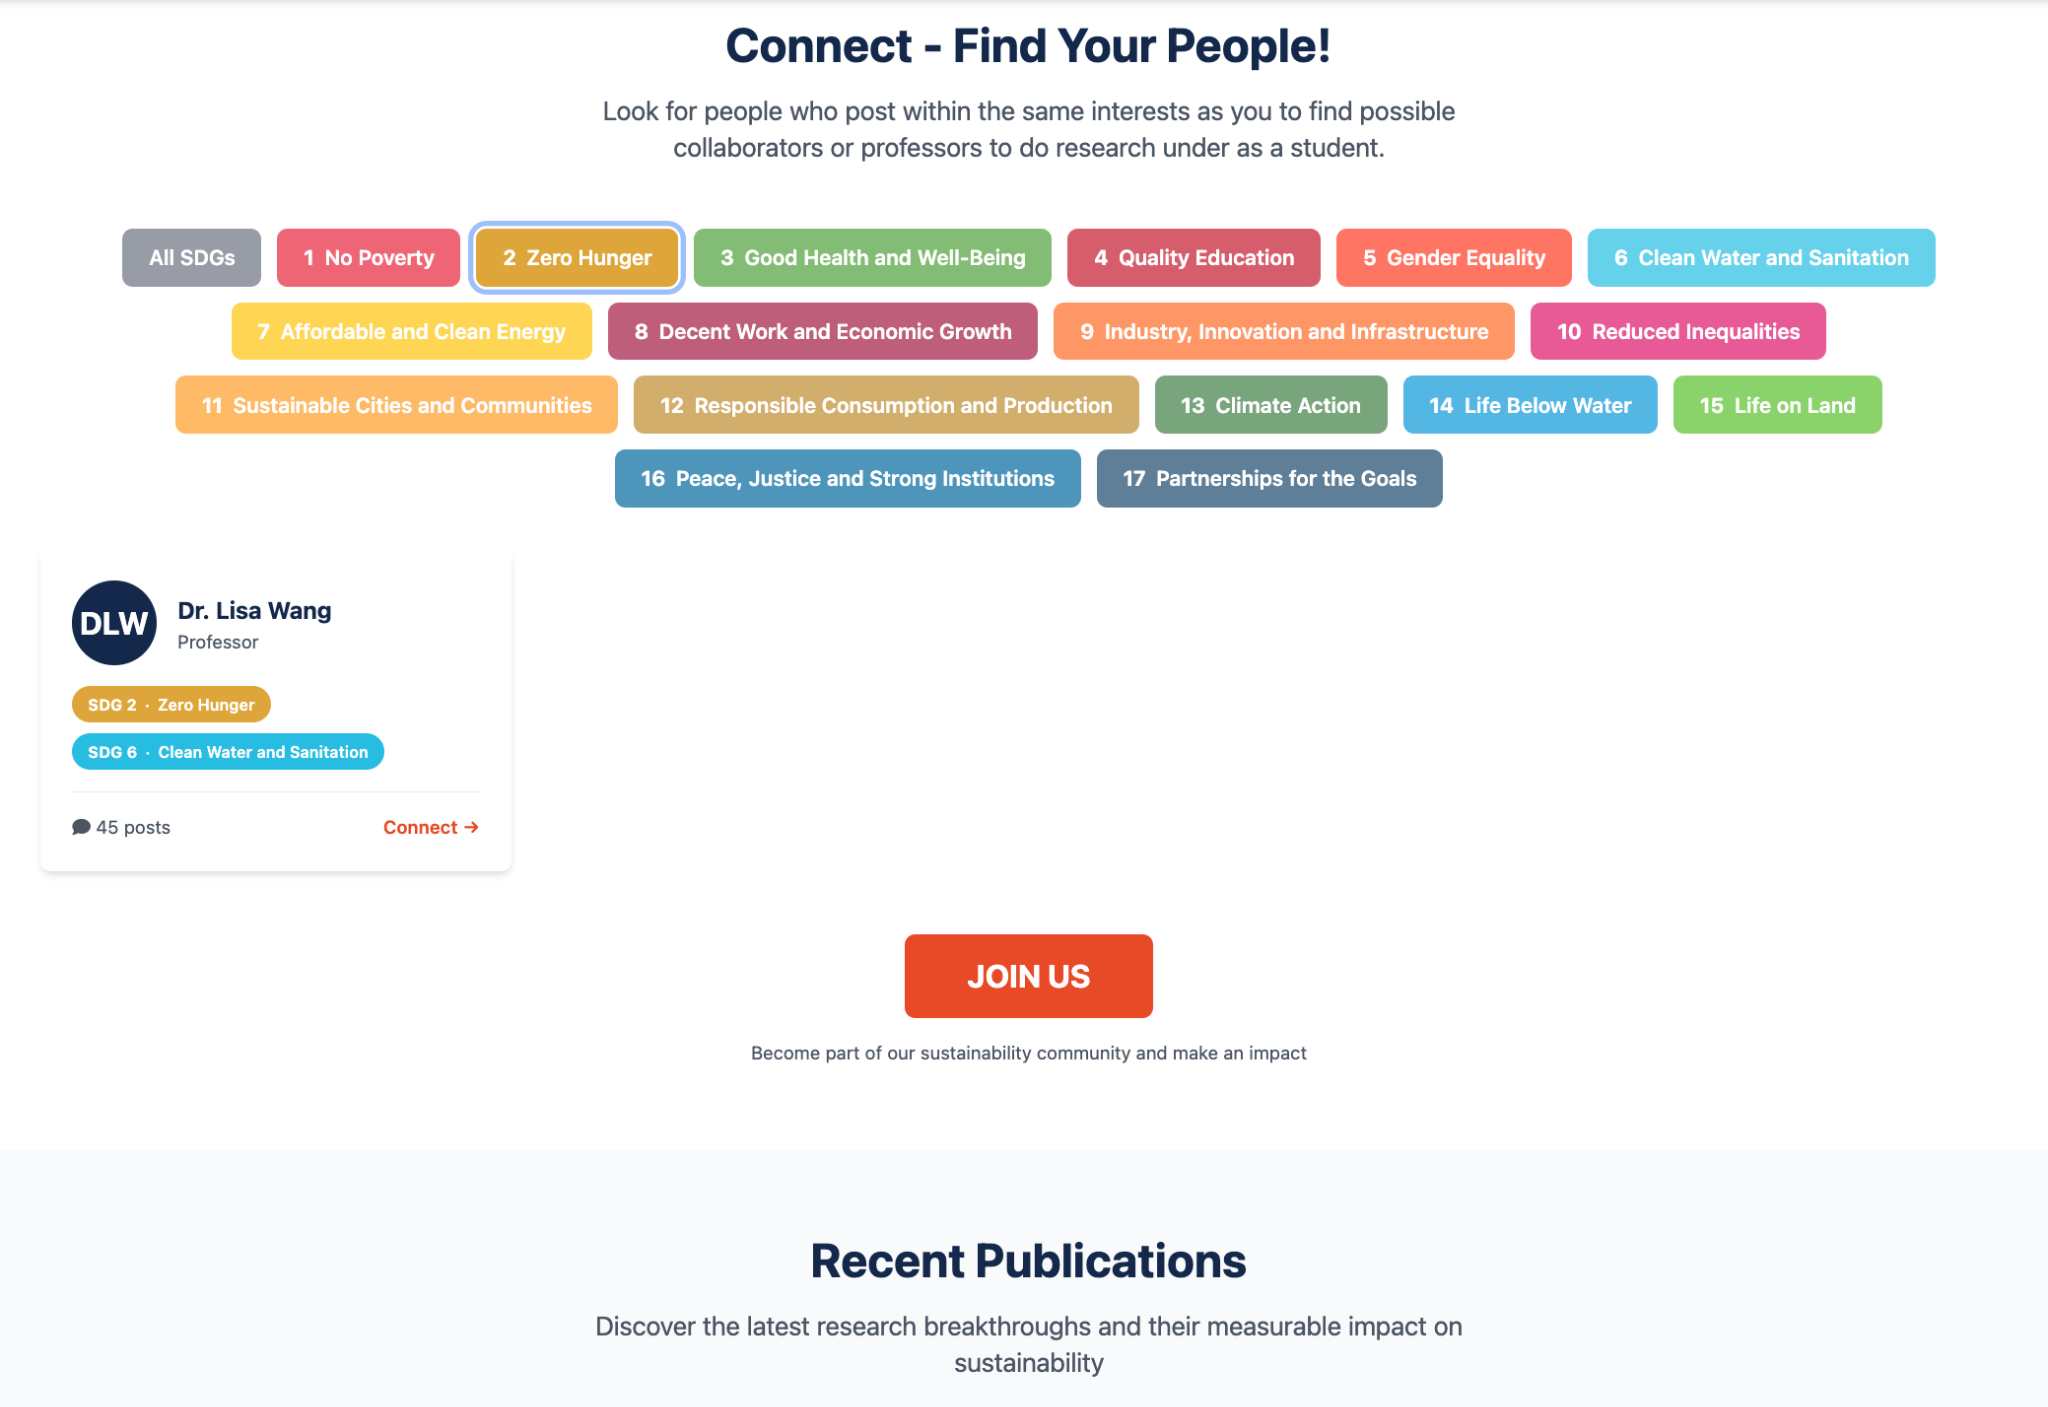 Connect - Find Your People!
Look for people who post within the same interests as you to find possible
collaborators or professors to do research under as a student.
All SDGs
1 No Poverty
2 Zero Hunger
3 Good Health and Well-Being
4 Quality Education
5 Gender Equality
6 Clean Water and Sanitation
7 Affordable and Clean Energy
8 Decent Work and Economic Growth
9 Industry, Innovation and Infrastructure
10 Reduced Inequalities
11 Sustainable Cities and Communities
12 Responsible Consumption and Production
13 Climate Action
14 Life Below Water
15 Life on Land
16 Peace, Justice and Strong Institutions
17 Partnerships for the Goals
DLW
Dr. Lisa Wang
Professor
SDG 2 · Zero Hunger
SDG 6 · Clean Water and Sanitation
45 posts
Connect →
JOIN US
Become part of our sustainability community and make an impact
Recent Publications
Discover the latest research breakthroughs and their measurable impact on
sustainability